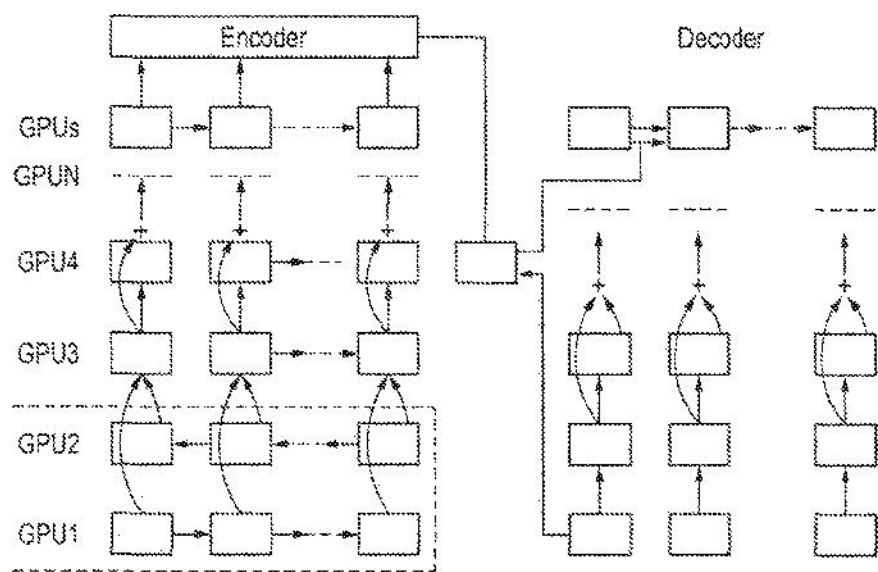 Encoder
Decoder
GPUs
GPUN
GPU4
GPU3
GPU2
GPU1